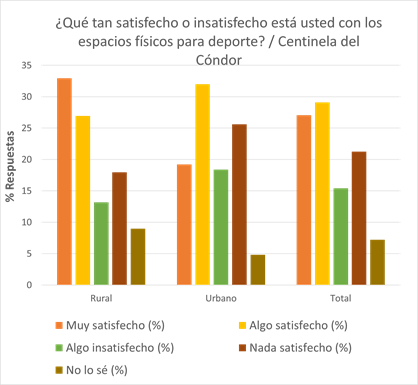 ¿Qué tan satisfecho o insatisfecho está usted con los
espacios físicos para deporte? / Centinela del
Cóndor
% Respuestas
35
30
25
20
15
10
5
0
Rural Urbano Total
Muy satisfecho (%) Algo satisfecho (%)
Algo insatisfecho (%) Nada satisfecho (%)
No lo sé (%)